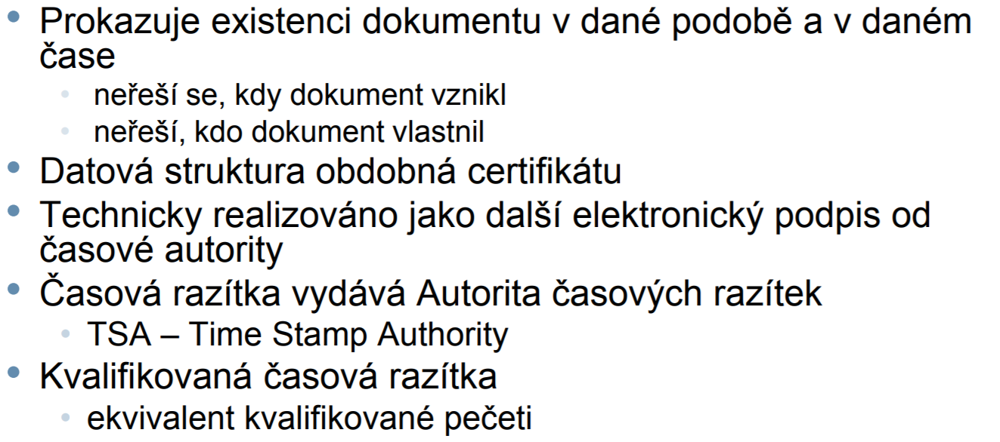 Prokazuje existenci dokumentu v dané podobě a v daném
čase
neřeší se, kdy dokument vznikl
neřeší, kdo dokument vlastnil
Datová struktura obdobná certifikátu
Technicky realizováno jako další elektronický podpis od
časové autority
Časová razítka vydává Autorita časových razítek
TSA – Time Stamp Authority
Kvalifikovaná časová razítka
ekvivalent kvalifikované pečeti